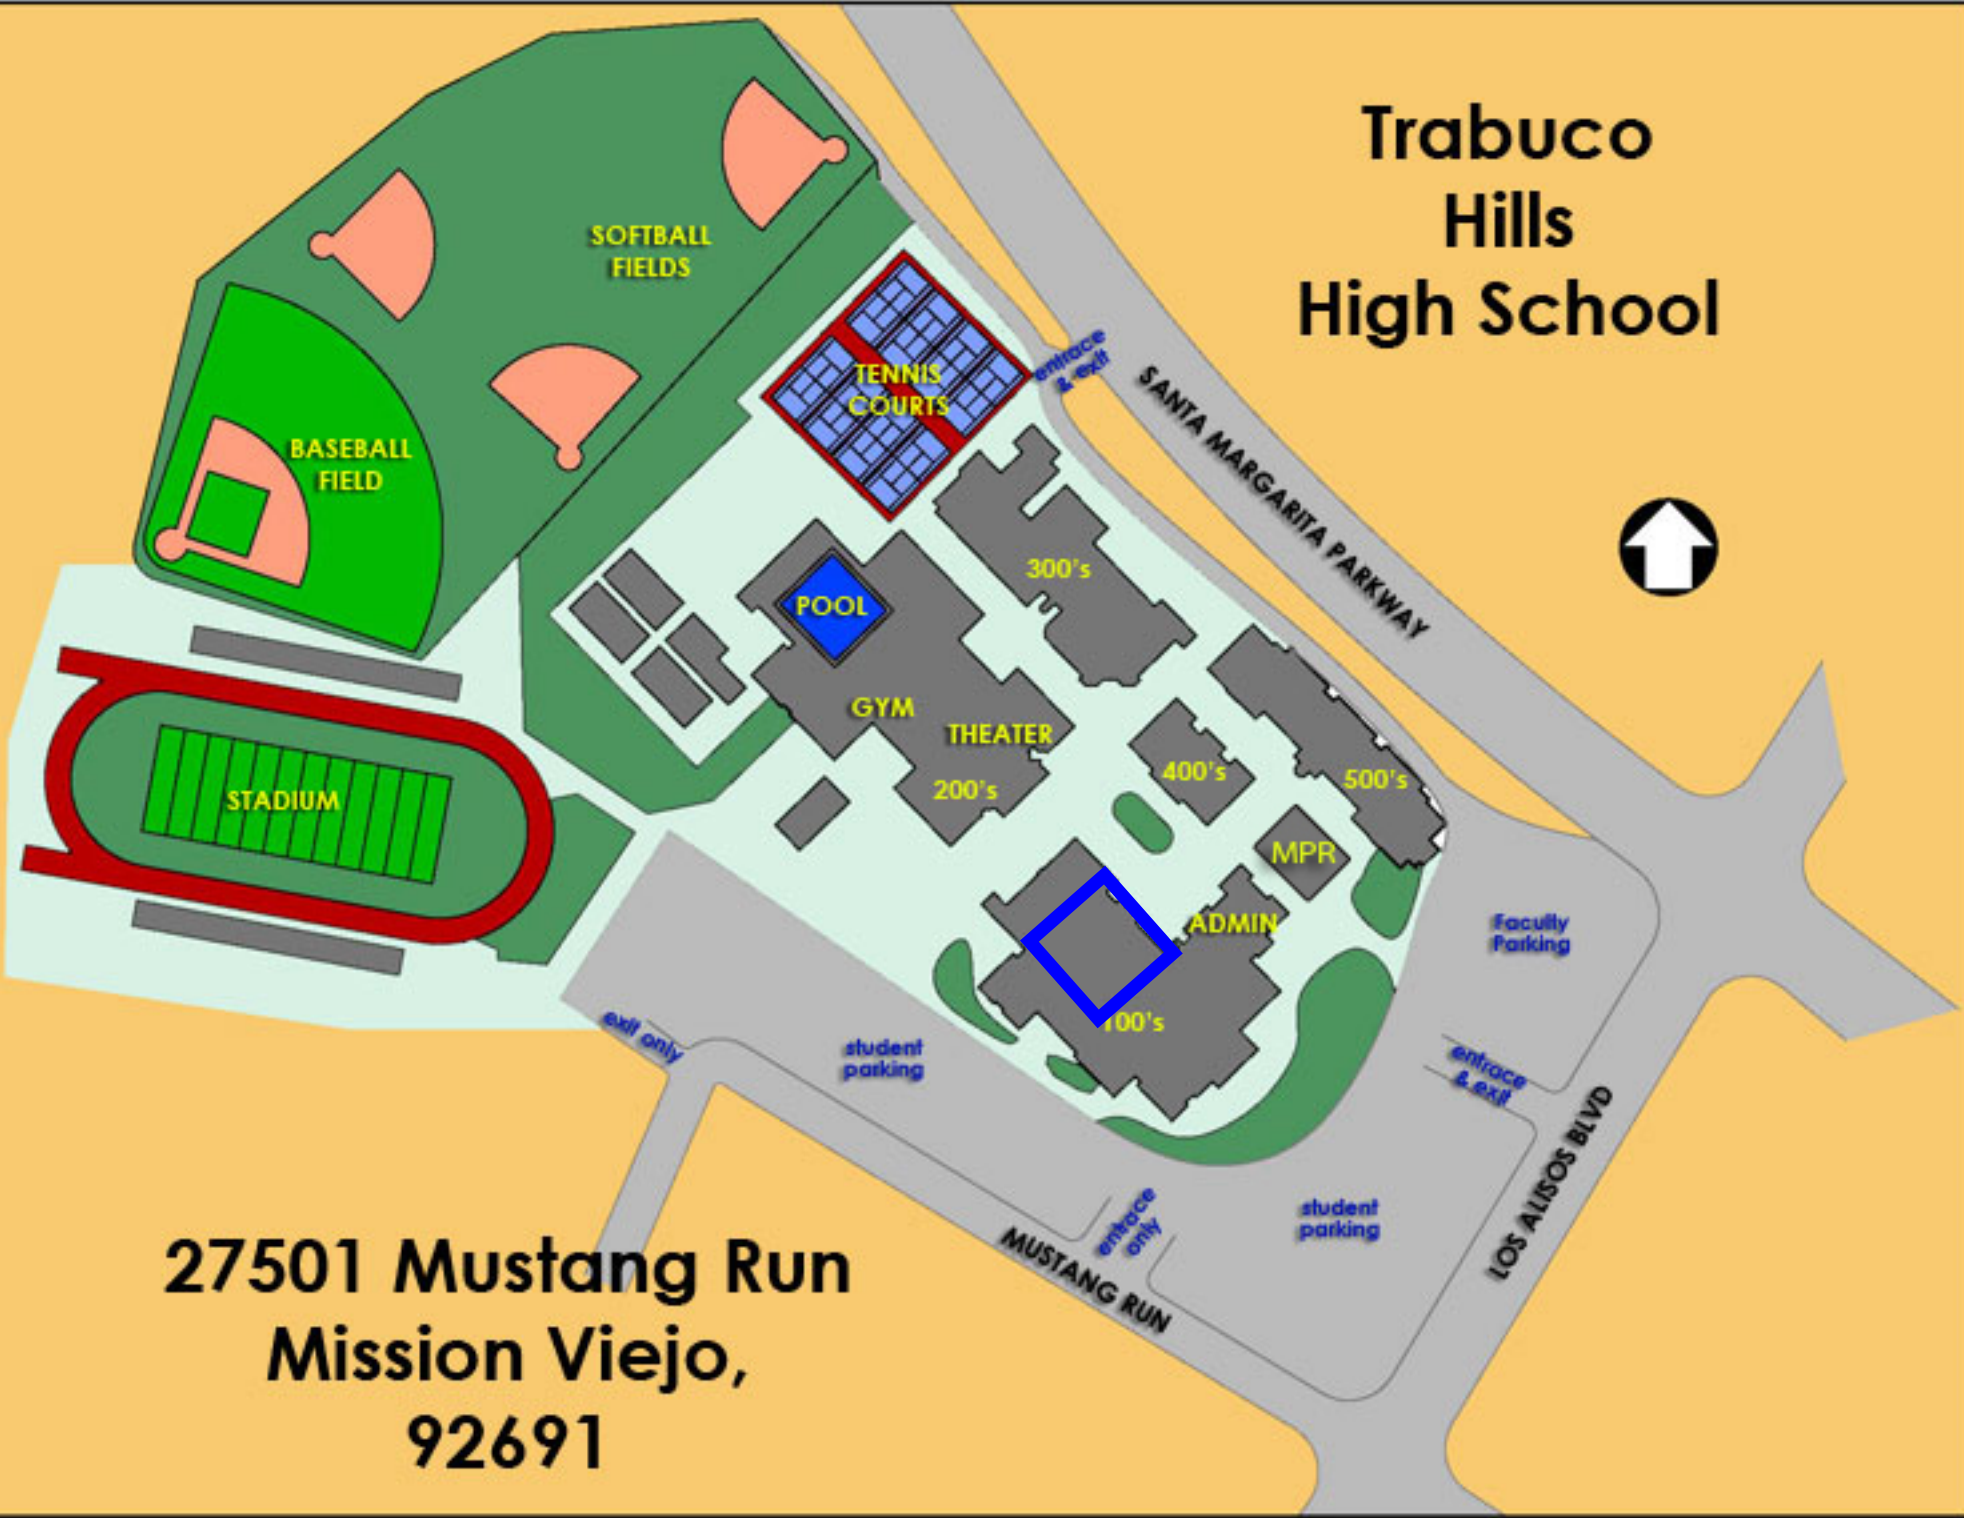 Trabuco
Hills
High School
SOFTBALL
FIELDS
TENNIS
COURTS
entrace
& exit
SANTA MARGARITA PARKWAY
BASEBALL
FIELD
300's
POOL
GYM
THEATER
200's
400's
500's
STADIUM
MPR
ADMIN
Faculty
Parking
100's
exit only
student
parking
entrace
& exit
LOS ALISOS BLVD
entrace
only
student
parking
MUSTANG RUN
27501 Mustang Run
Mission Viejo,
92691